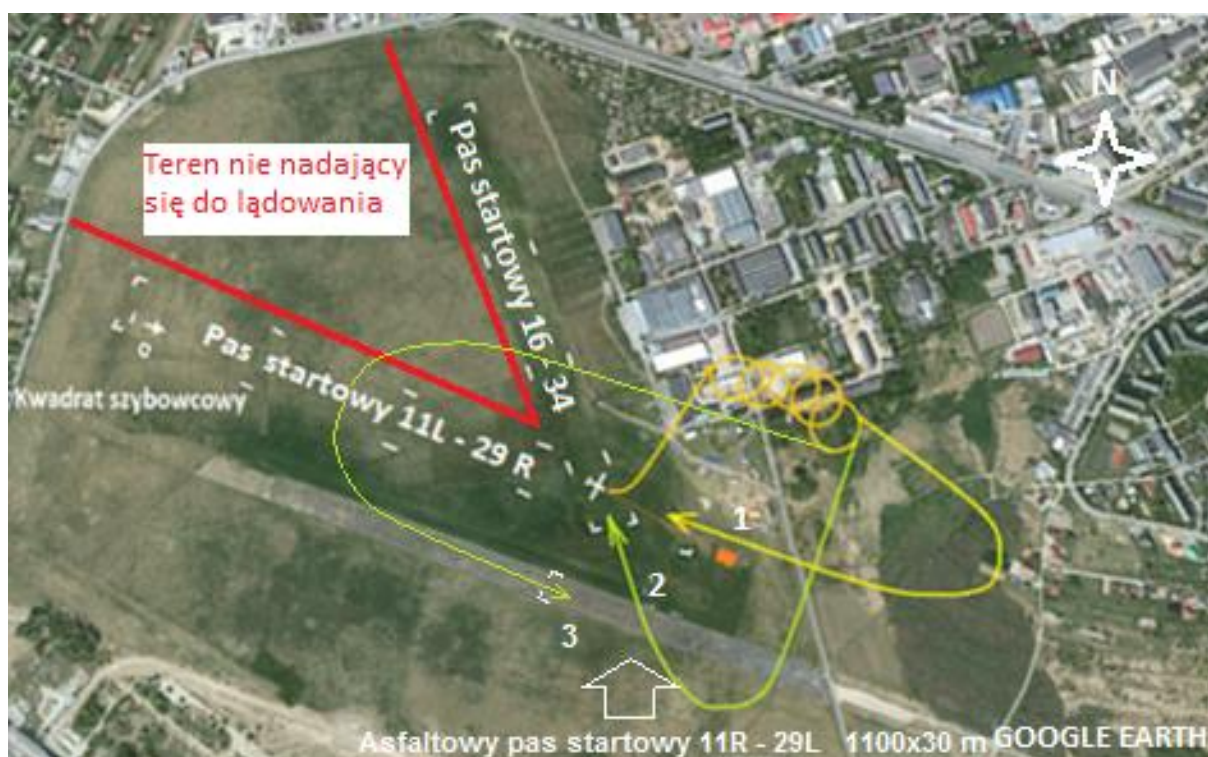 N
Teren nie nadający
się do lądowania
Pas startowy 16 - 34
Pas startowy 11L - 29 R
Kwadrat szybowcowy
1
2
3
Asfaltowy pas startowy 11R - 29L 1100x30 m GOOGLE EARTH